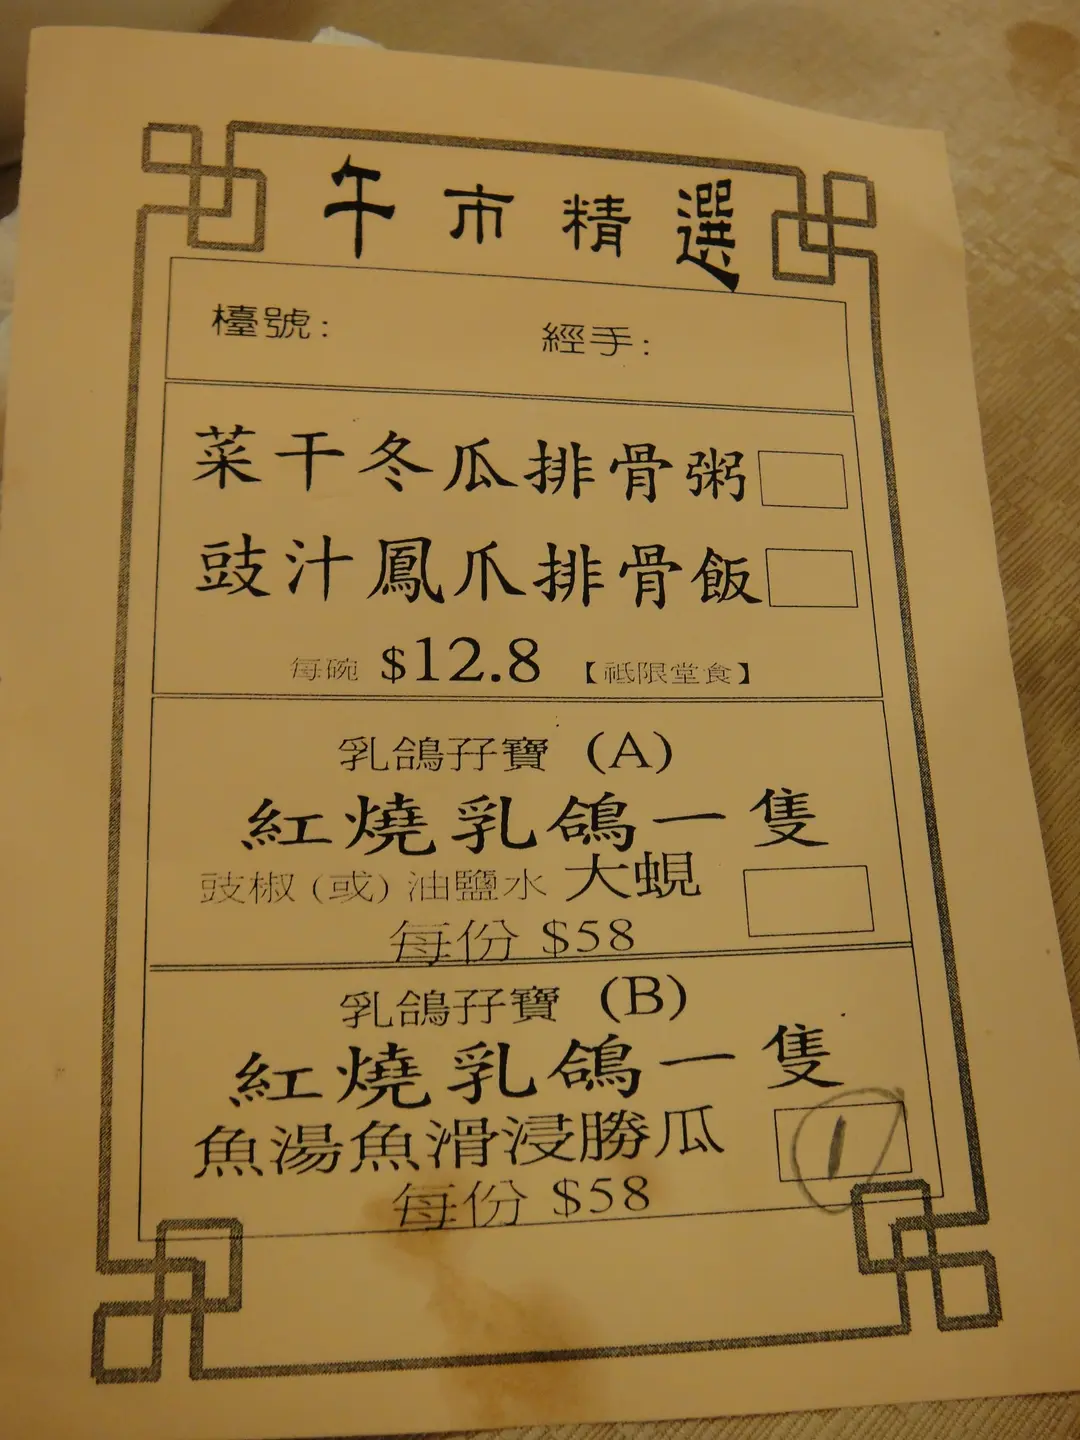 午市精選
檯號: 經手:
菜干冬瓜排骨粥
豉汁鳳爪排骨飯
每碗 $12.8 【祗限堂食】
乳鴿孖寶 (A)
紅燒乳鴿一隻
豉椒(或)油鹽水 大蜆
每份 $58
乳鴿孖寶 (B)
紅燒乳鴿一隻
魚湯魚滑浸勝瓜
1
每份 $58